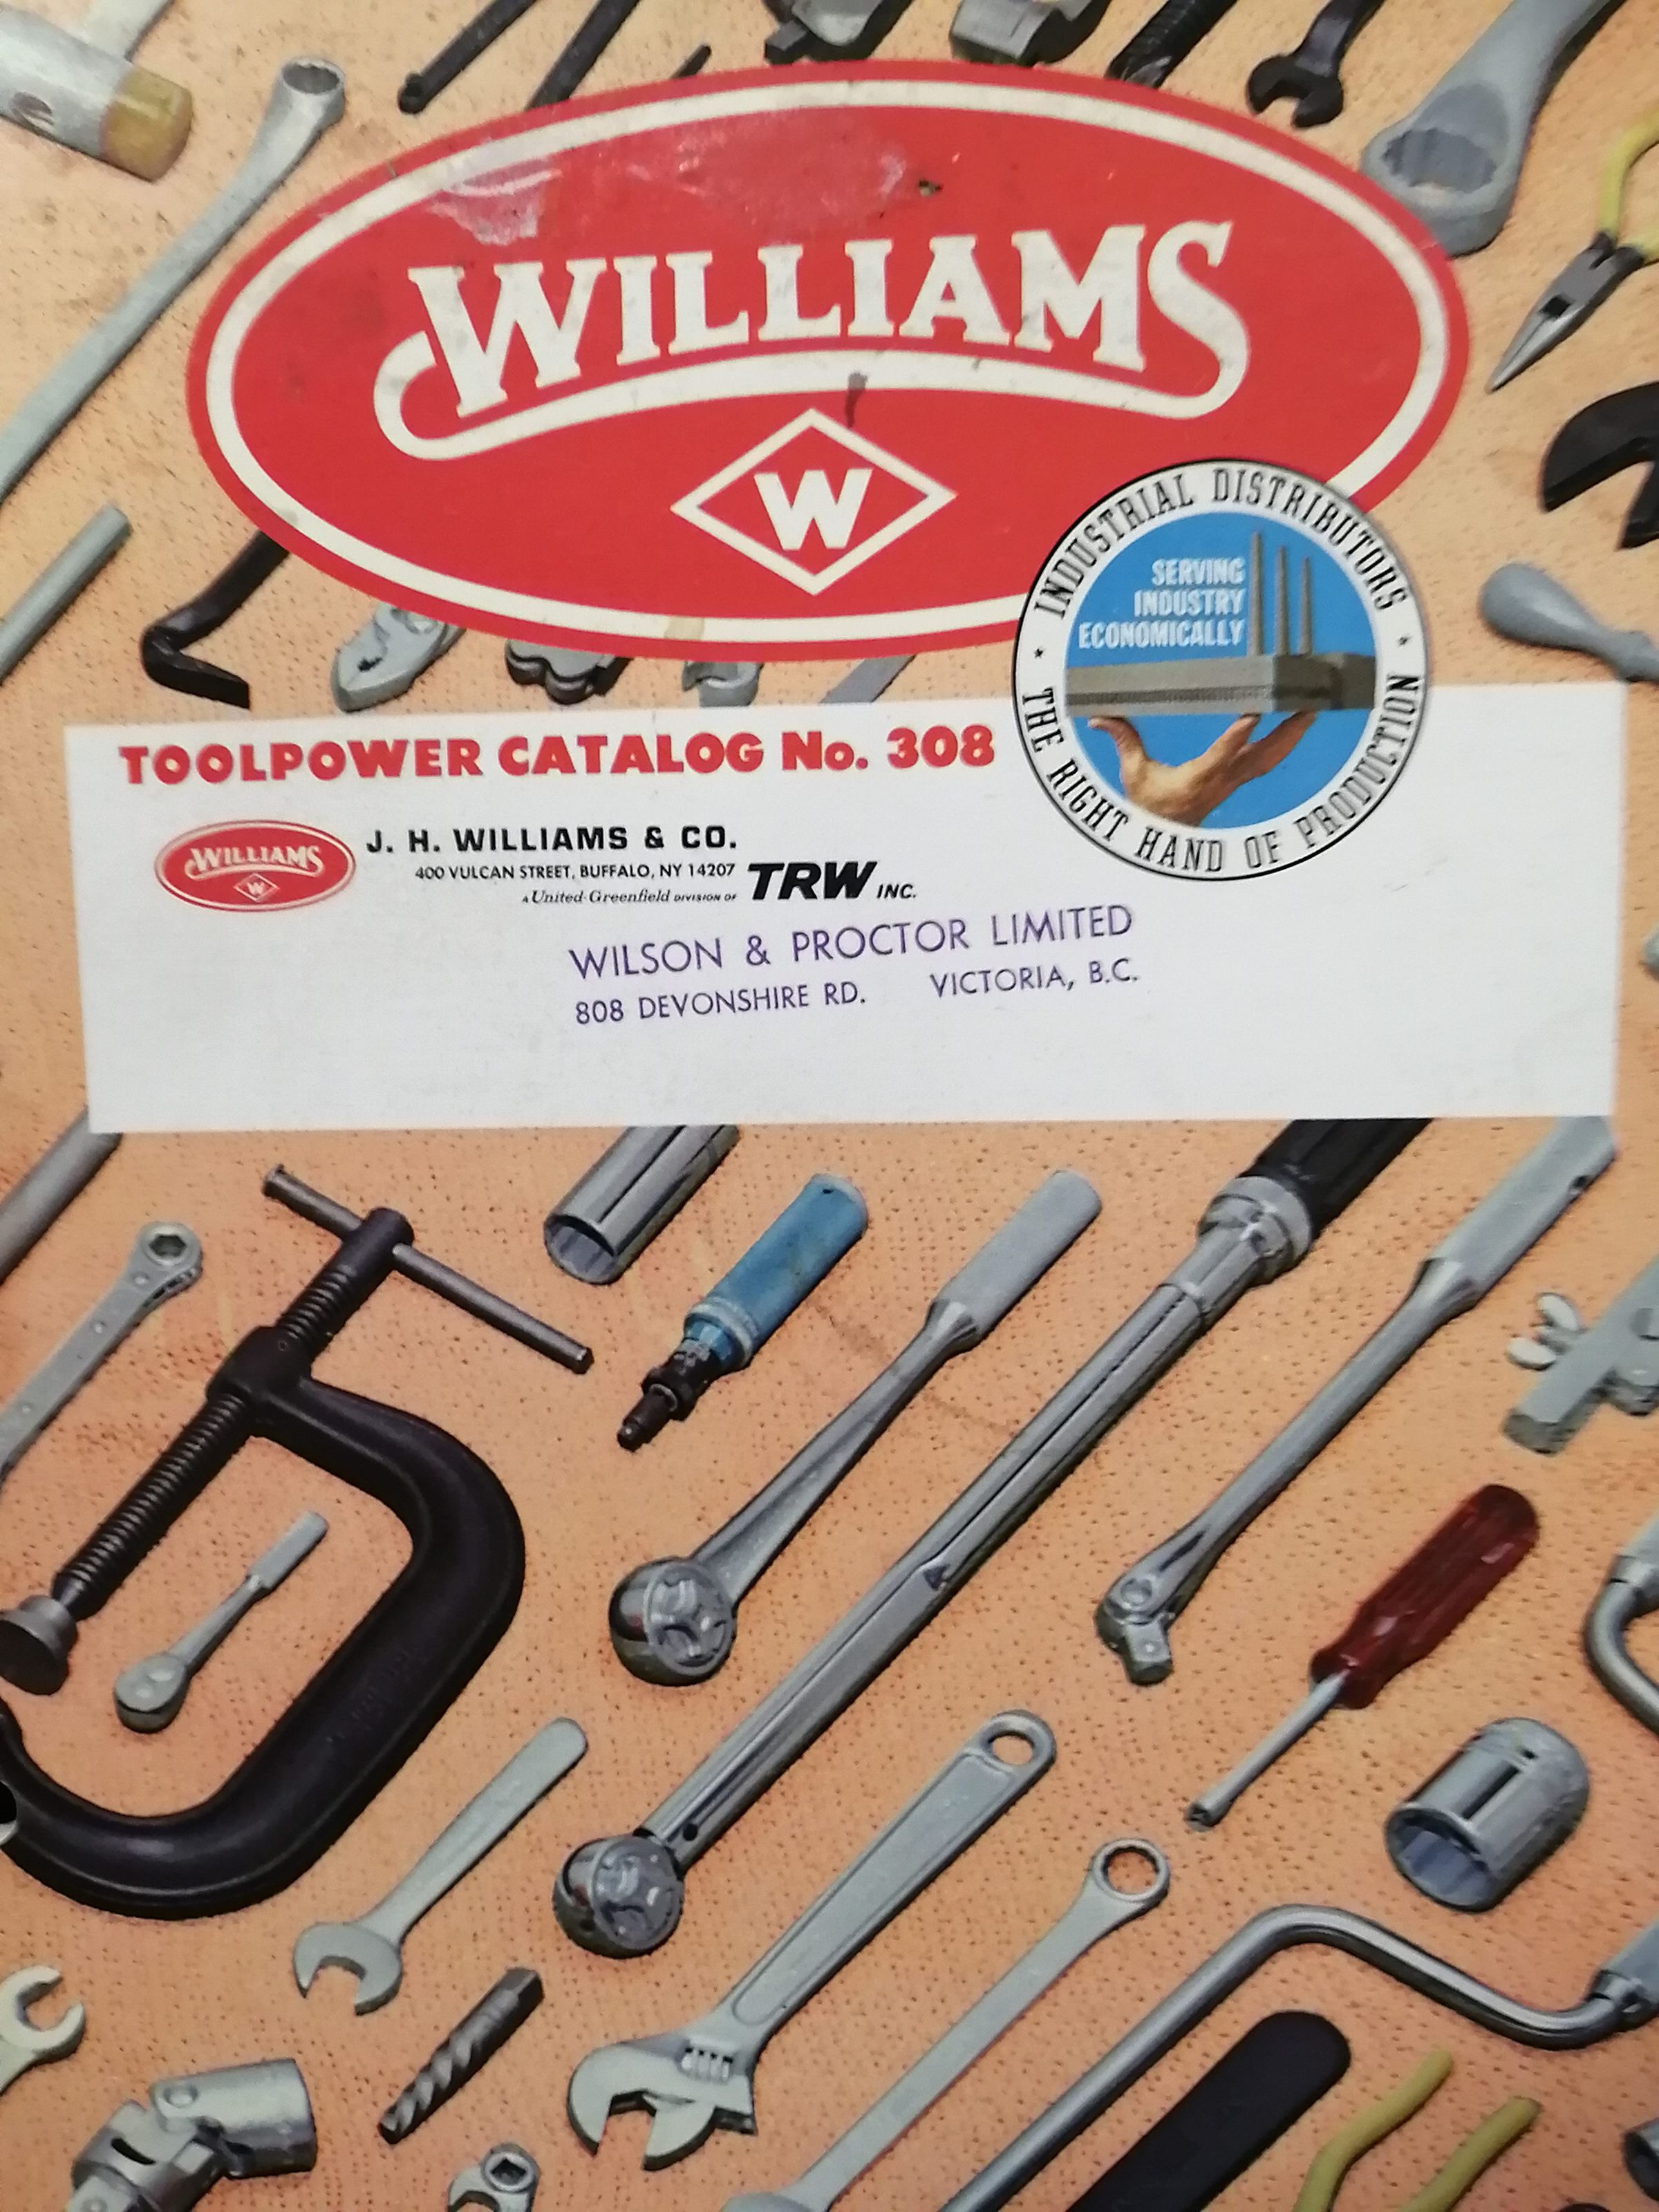 WILLIAMS
W
INDUSTRIAL DISTRIBUTORS
SERVING
INDUSTRY
ECONOMICALLY
THE RIGHT HAND OF PRODUCTION
TOOLPOWER CATALOG No. 308
WILLIAMS
W
J. H. WILLIAMS & CO.
400 VULCAN STREET, BUFFALO, NY 14207
A United-Greenfield DIVISION OF TRW INC.
WILSON & PROCTOR LIMITED
808 DEVONSHIRE RD. VICTORIA, B.C.